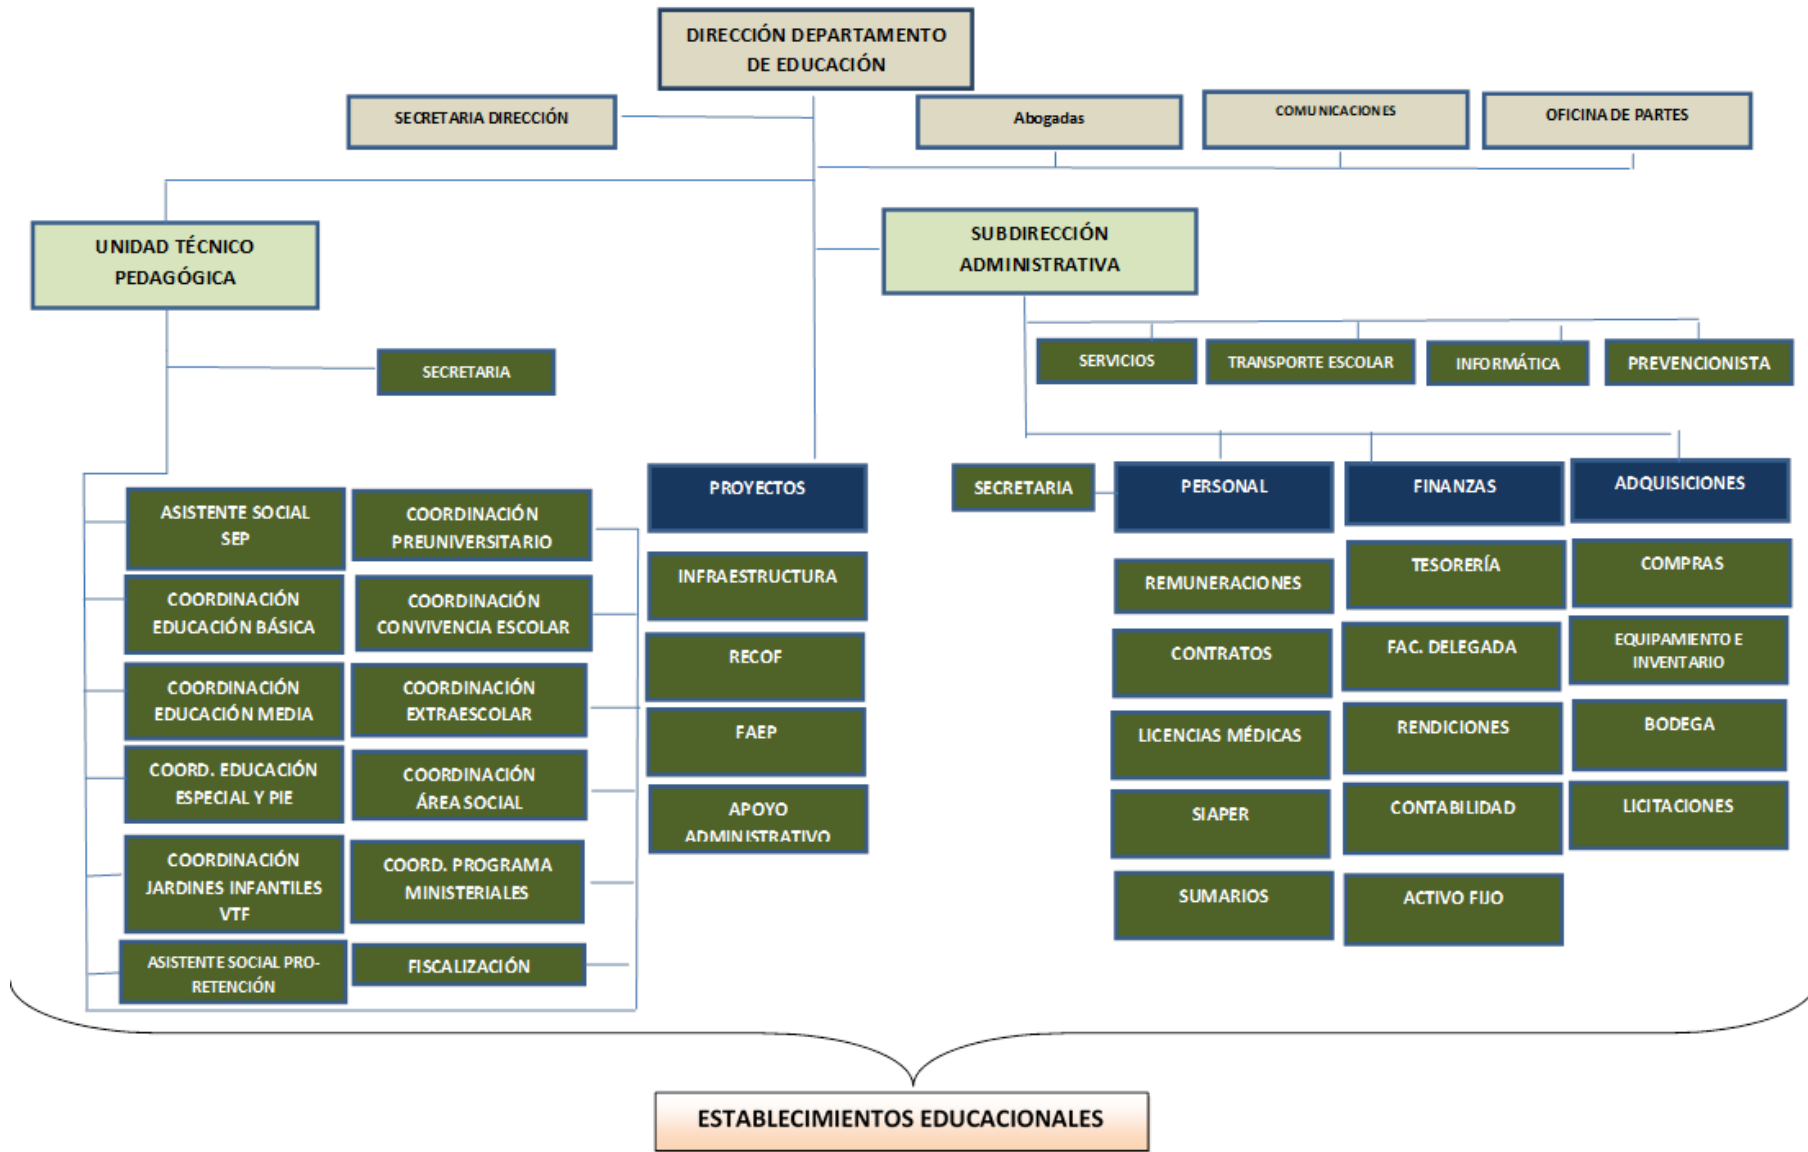 DIRECCIÓN DEPARTAMENTO
DE EDUCACIÓN
SECRETARIA DIRECCIÓN
Abogadas
COMUNICACIONES
OFICINA DE PARTES
UNIDAD TÉCNICO
PEDAGÓGICA
SUBDIRECCIÓN
ADMINISTRATIVA
SECRETARIA
SERVICIOS
TRANSPORTE ESCOLAR
INFORMÁTICA
PREVENCIONISTA
ASISTENTE SOCIAL
SEP
COORDINACIÓN
EDUCACIÓN BÁSICA
COORDINACIÓN
EDUCACIÓN MEDIA
COORD. EDUCACIÓN
ESPECIAL Y PIE
COORDINACIÓN
JARDINES INFANTILES
VTF
ASISTENTE SOCIAL PRO-
RETENCIÓN
COORDINACIÓN
PREUNIVERSITARIO
COORDINACIÓN
CONVIVENCIA ESCOLAR
COORDINACIÓN
EXTRAESCOLAR
COORDINACIÓN
ÁREA SOCIAL
COORD. PROGRAMA
MINISTERIALES
FISCALIZACIÓN
PROYECTOS
INFRAESTRUCTURA
RECOF
FAEP
APOYO
ADMINISTRATIVO
SECRETARIA
PERSONAL
REMUNERACIONES
CONTRATOS
LICENCIAS MÉDICAS
SIAPER
SUMARIOS
FINANZAS
TESORERÍA
FAC. DELEGADA
RENDICIONES
CONTABILIDAD
ACTIVO FIJO
ADQUISICIONES
COMPRAS
EQUIPAMIENTO E
INVENTARIO
BODEGA
LICITACIONES
ESTABLECIMIENTOS EDUCACIONALES